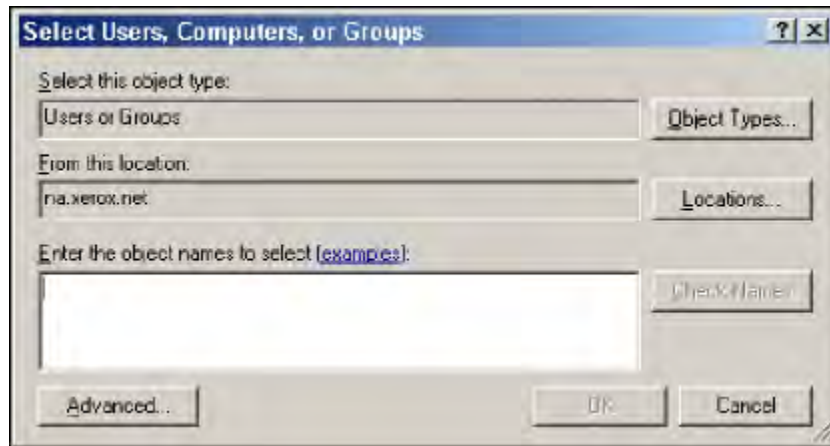 Select Users, Computers, or Groups
Select this object type:
Users or Groups
Object Types...
From this location:
na.xerox.net
Locations...
Enter the object names to select (examples):
Check Names
Advanced...
OK
Cancel